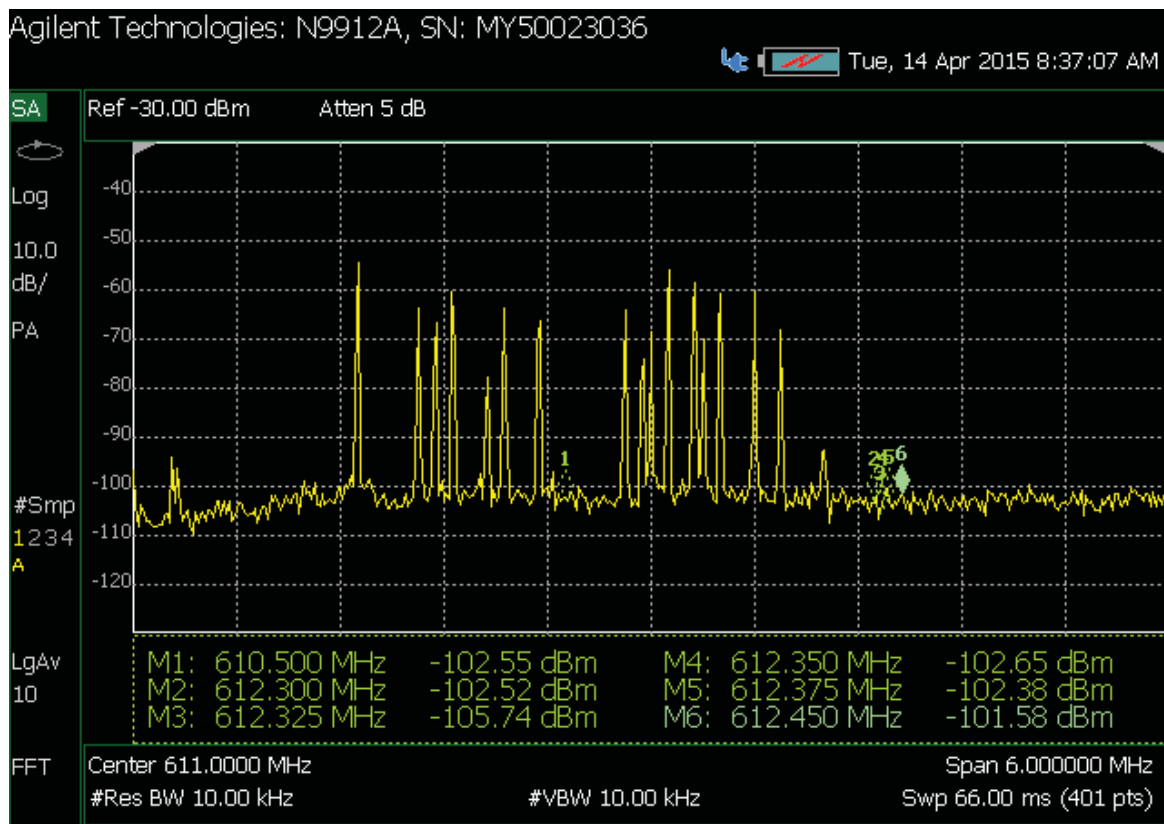 Agilent Technologies: N9912A, SN: MY50023036
Tue, 14 Apr 2015 8:37:07 AM
SA
Ref -30.00 dBm Atten 5 dB
Log
10.0
dB/
PA
-40
-50
-60
-70
-80
-90
-100
-110
-120
1
2 5 6
3
#Smp
1234
A
LgAv
10
M1: 610.500 MHz -102.55 dBm M4: 612.350 MHz -102.65 dBm
M2: 612.300 MHz -102.52 dBm M5: 612.375 MHz -102.38 dBm
M3: 612.325 MHz -105.74 dBm M6: 612.450 MHz -101.58 dBm
FFT
Center 611.0000 MHz Span 6.000000 MHz
#Res BW 10.00 kHz #VBW 10.00 kHz Swp 66.00 ms (401 pts)